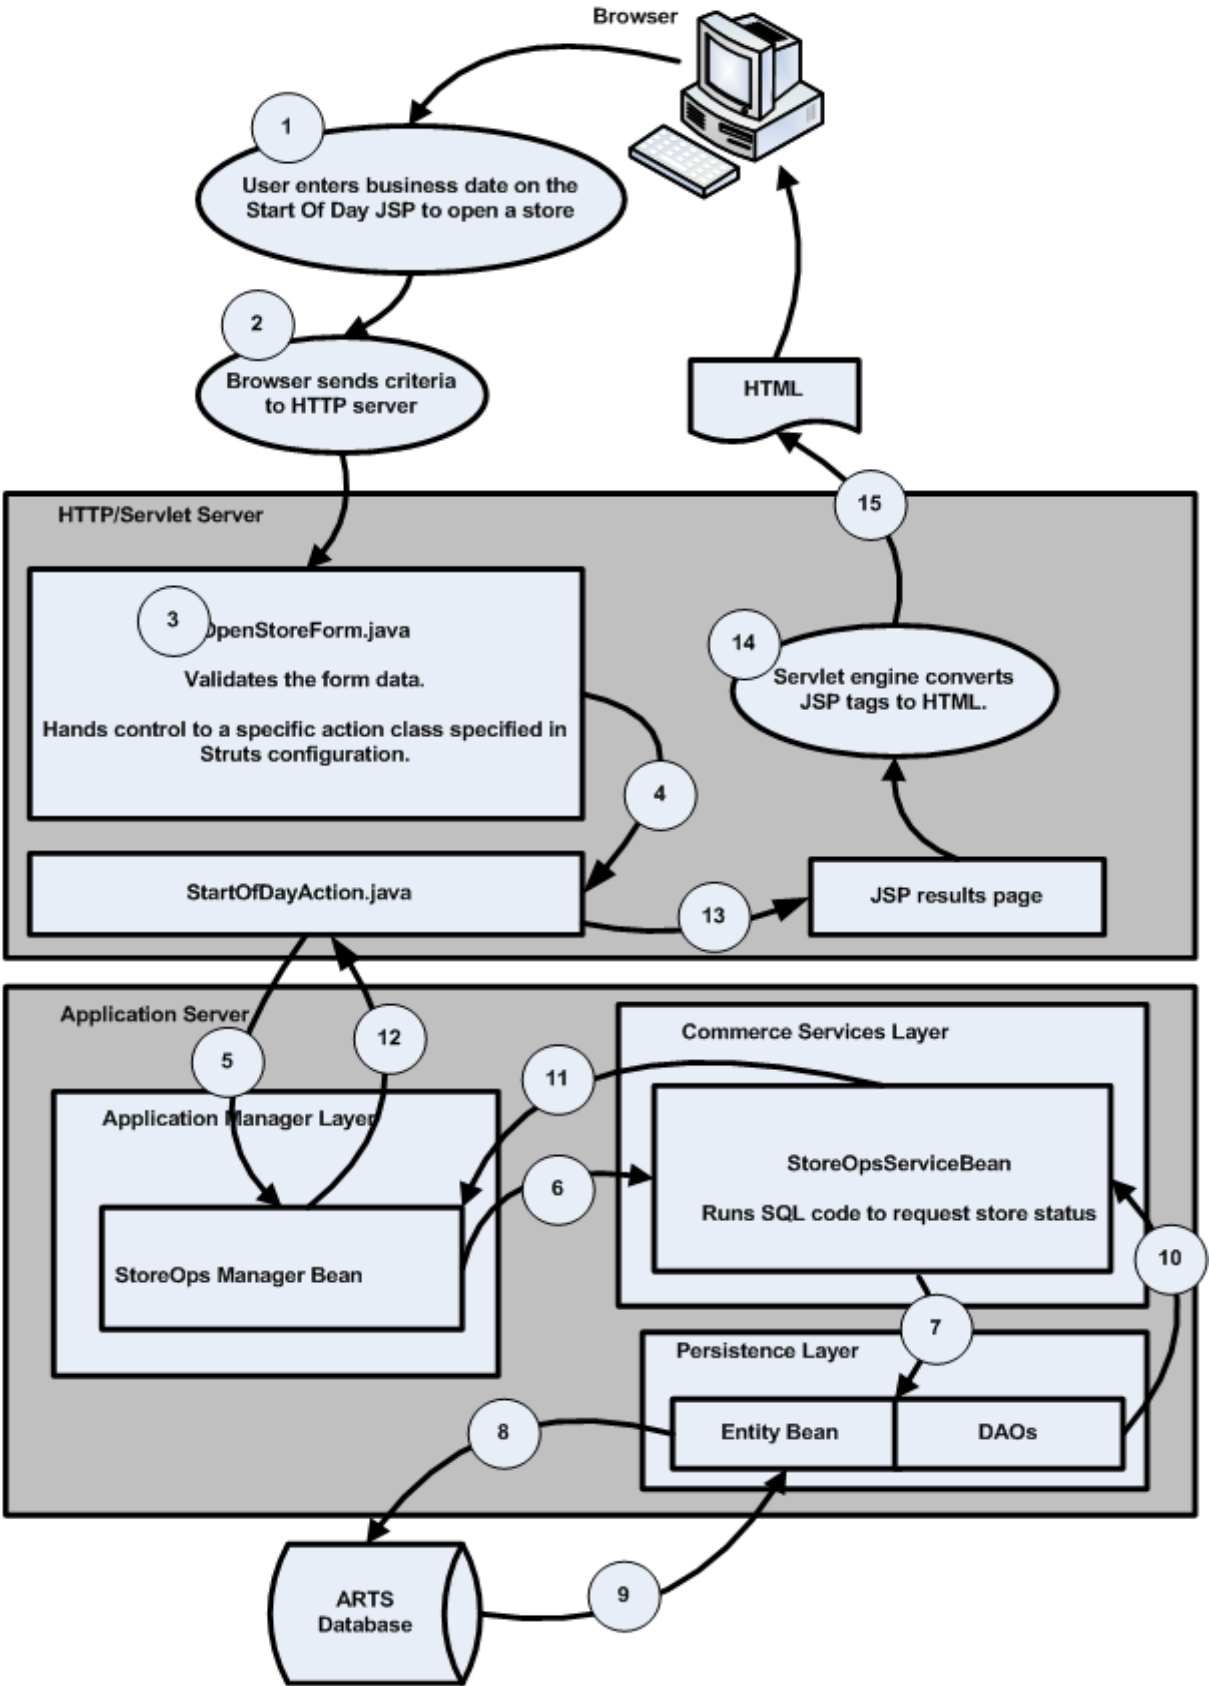 Browser
1
User enters business date on the
Start Of Day JSP to open a store
2
Browser sends criteria
to HTTP server
HTML
15
HTTP/Servlet Server
3
OpenStoreForm.java
Validates the form data.
Hands control to a specific action class specified in
Struts configuration.
14
Servlet engine converts
JSP tags to HTML.
4
StartOfDayAction.java
13
JSP results page
Application Server
5
12
Commerce Services Layer
11
Application Manager Layer
StoreOpsServiceBean
Runs SQL code to request store status
6
StoreOps Manager Bean
10
7
Persistence Layer
8
Entity Bean
DAOs
9
ARTS
Database